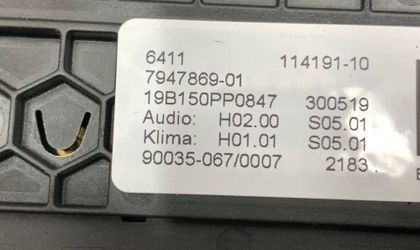 6411 114191-10
7947869-01
19B150PP0847 300519
Audio: H02.00 S05.01
Klima: H01.01 S05.01
90035-067/0007 2183